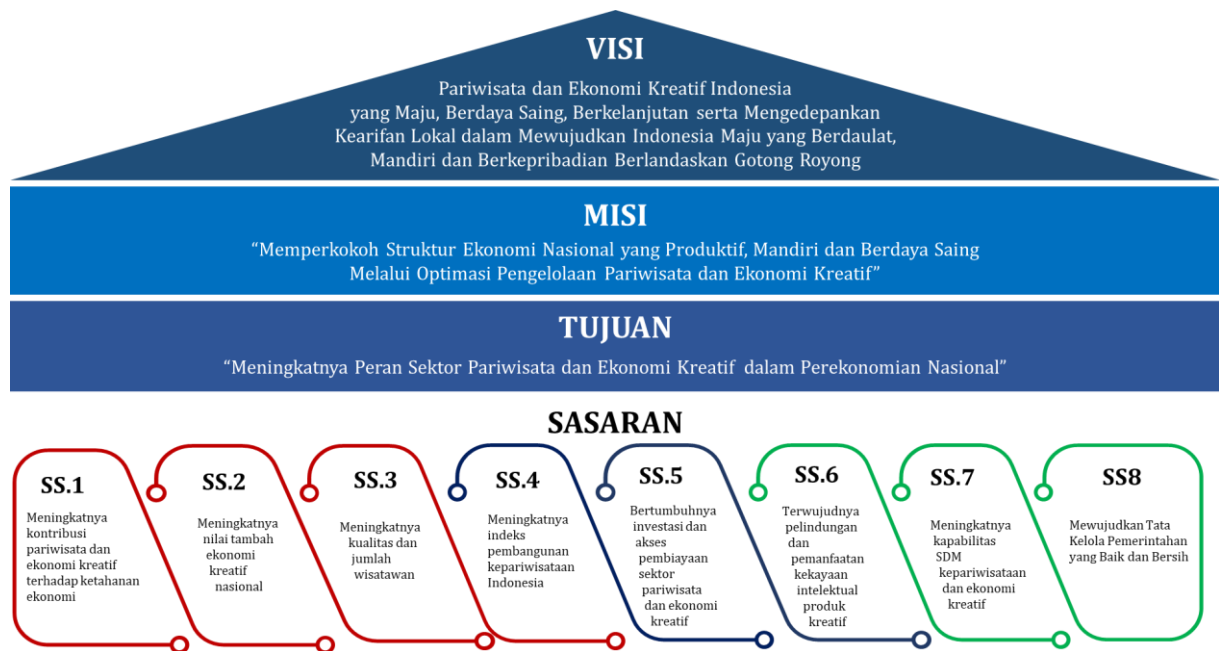 VISI
Pariwisata dan Ekonomi Kreatif Indonesia
yang Maju, Berdaya Saing, Berkelanjutan serta Mengedepankan
Kearifan Lokal dalam Mewujudkan Indonesia Maju yang Berdaulat,
Mandiri dan Berkepribadian Berlandaskan Gotong Royong
MISI
“Memperkokoh Struktur Ekonomi Nasional yang Produktif, Mandiri dan Berdaya Saing
Melalui Optimasi Pengelolaan Pariwisata dan Ekonomi Kreatif”
TUJUAN
“Meningkatnya Peran Sektor Pariwisata dan Ekonomi Kreatif dalam Perekonomian Nasional”
SASARAN
SS.1
Meningkatnya
kontribusi
pariwisata dan
ekonomi kreatif
terhadap ketahanan
ekonomi
SS.2
Meningkatnya
nilai tambah
ekonomi
kreatif
nasional
SS.3
Meningkatnya
kualitas dan
jumlah
wisatawan
SS.4
Meningkatnya
indeks
pembangunan
kepariwisataan
Indonesia
SS.5
Bertumbuhnya
investasi dan
akses
pembiayaan
sektor
pariwisata
dan ekonomi
kreatif
SS.6
Terwujudnya
pelindungan
dan
pemanfaatan
kekayaan
intelektual
produk
kreatif
SS.7
Meningkatnya
kapabilitas
SDM
kepariwisataan
dan ekonomi
kreatif
SS8
Mewujudkan Tata
Kelola Pemerintahan
yang Baik dan Bersih